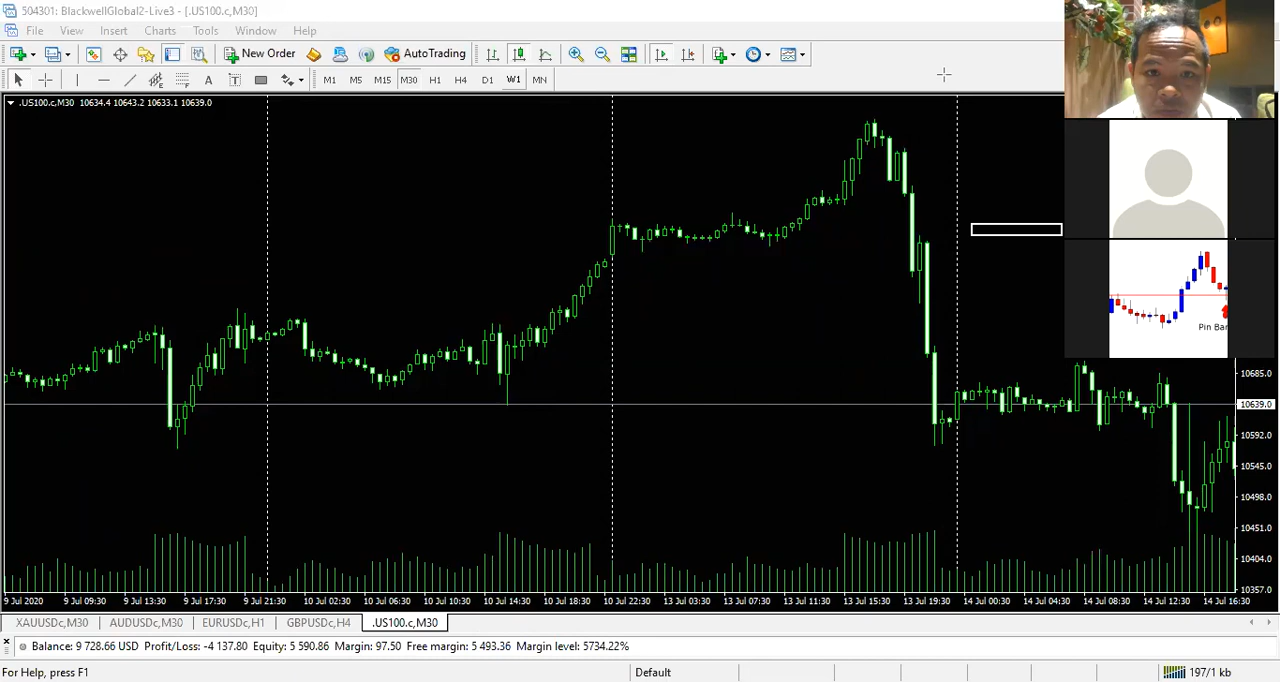 504301: BlackwellGlobal2-Live3 - [.US100.c,M30]
File View Insert Charts Tools Window Help
New Order AutoTrading
A T M1 M5 M15 M30 H1 H4 D1 W1 MN
.US100.c,M30 10634.4 10643.2 10633.1 10639.0
Pin Bar
10685.0
10639.0
10592.0
10545.0
10498.0
10451.0
10404.0
10357.0
9 Jul 2020 9 Jul 09:30 9 Jul 13:30 9 Jul 17:30 9 Jul 21:30 10 Jul 02:30 10 Jul 06:30 10 Jul 10:30 10 Jul 14:30 10 Jul 18:30 10 Jul 22:30 13 Jul 03:30 13 Jul 07:30 13 Jul 11:30 13 Jul 15:30 13 Jul 19:30 14 Jul 00:30 14 Jul 04:30 14 Jul 08:30 14 Jul 12:30 14 Jul 16:30
XAUUSDc,M30 AUDUSDc,M30 EURUSDc,H1 GBPUSDc,H4 .US100.c,M30
Balance: 9 728.66 USD Profit/Loss: -4 137.80 Equity: 5 590.86 Margin: 97.50 Free margin: 5 493.36 Margin level: 5734.22%
For Help, press F1 Default 197/1 kb